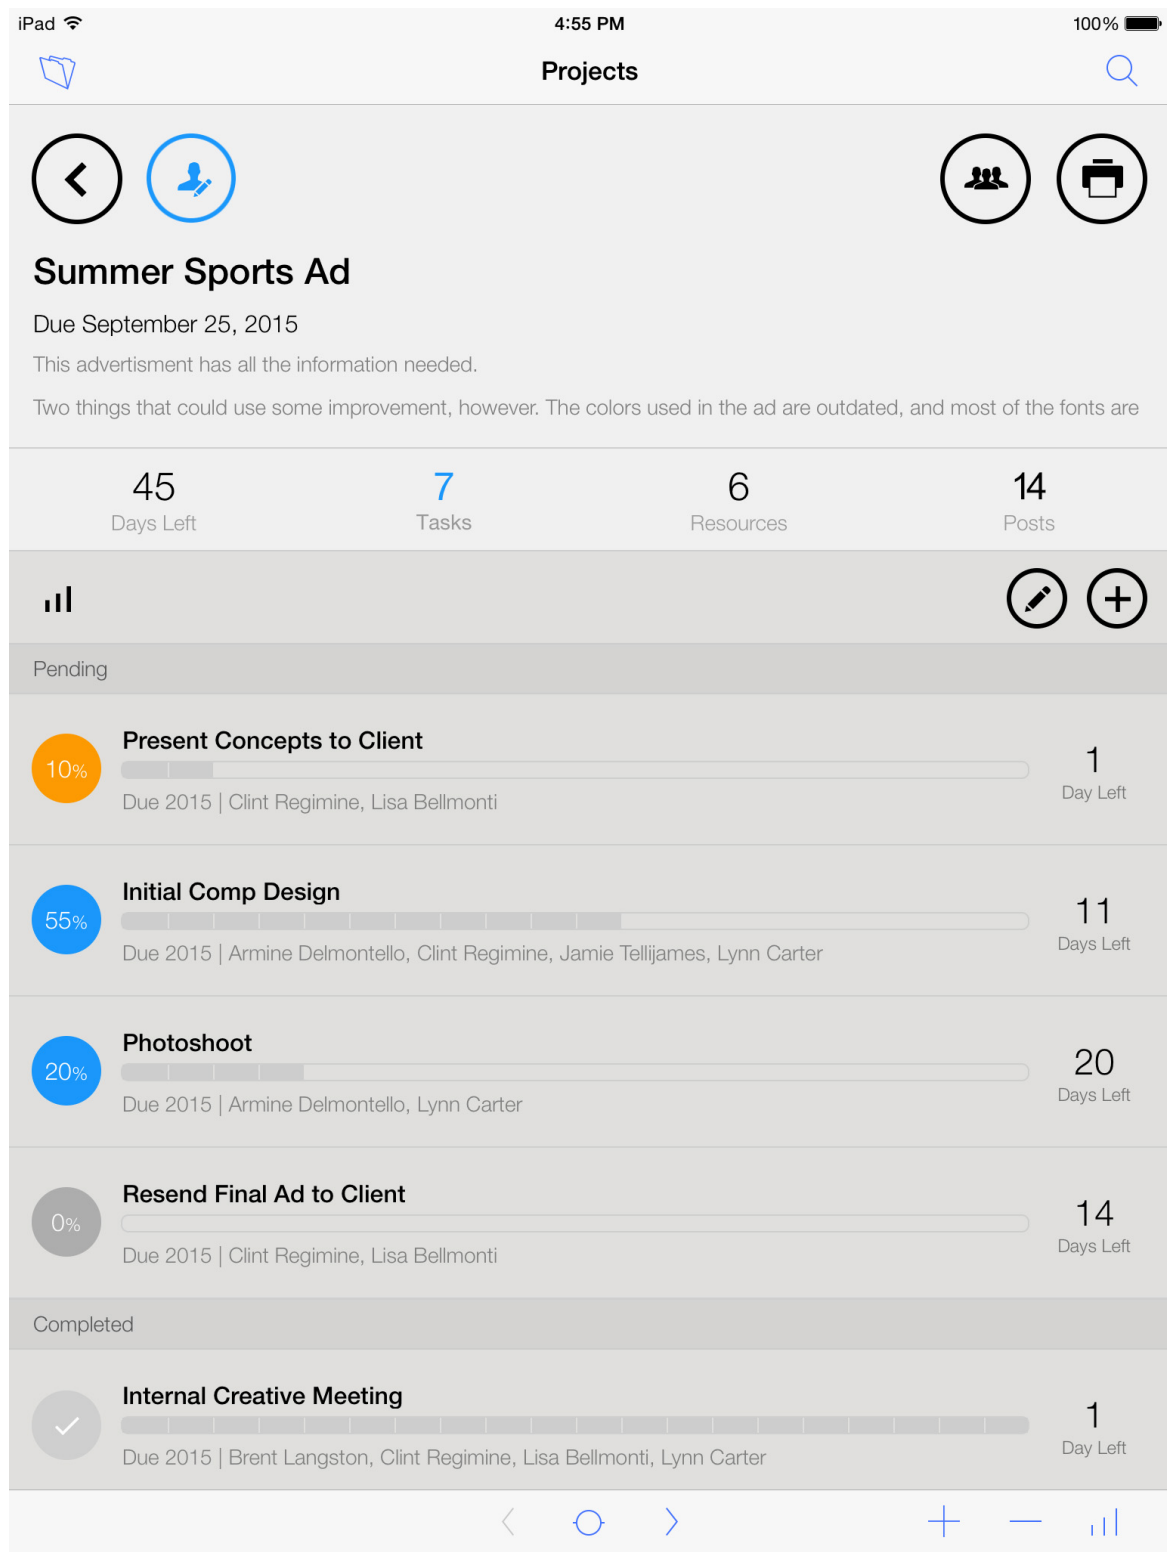 iPad 4:55 PM 100%
Projects
Summer Sports Ad
Due September 25, 2015
This advertisment has all the information needed.
Two things that could use some improvement, however. The colors used in the ad are outdated, and most of the fonts are
45 7 6 14
Days Left Tasks Resources Posts
Pending
Present Concepts to Client
10%
1
Day Left
Due 2015 | Clint Regimine, Lisa Bellmonti
Initial Comp Design
55%
11
Days Left
Due 2015 | Armine Delmontello, Clint Regimine, Jamie Tellijames, Lynn Carter
Photoshoot
20%
20
Days Left
Due 2015 | Armine Delmontello, Lynn Carter
Resend Final Ad to Client
0%
14
Days Left
Due 2015 | Clint Regimine, Lisa Bellmonti
Completed
Internal Creative Meeting
1
Day Left
Due 2015 | Brent Langston, Clint Regimine, Lisa Bellmonti, Lynn Carter